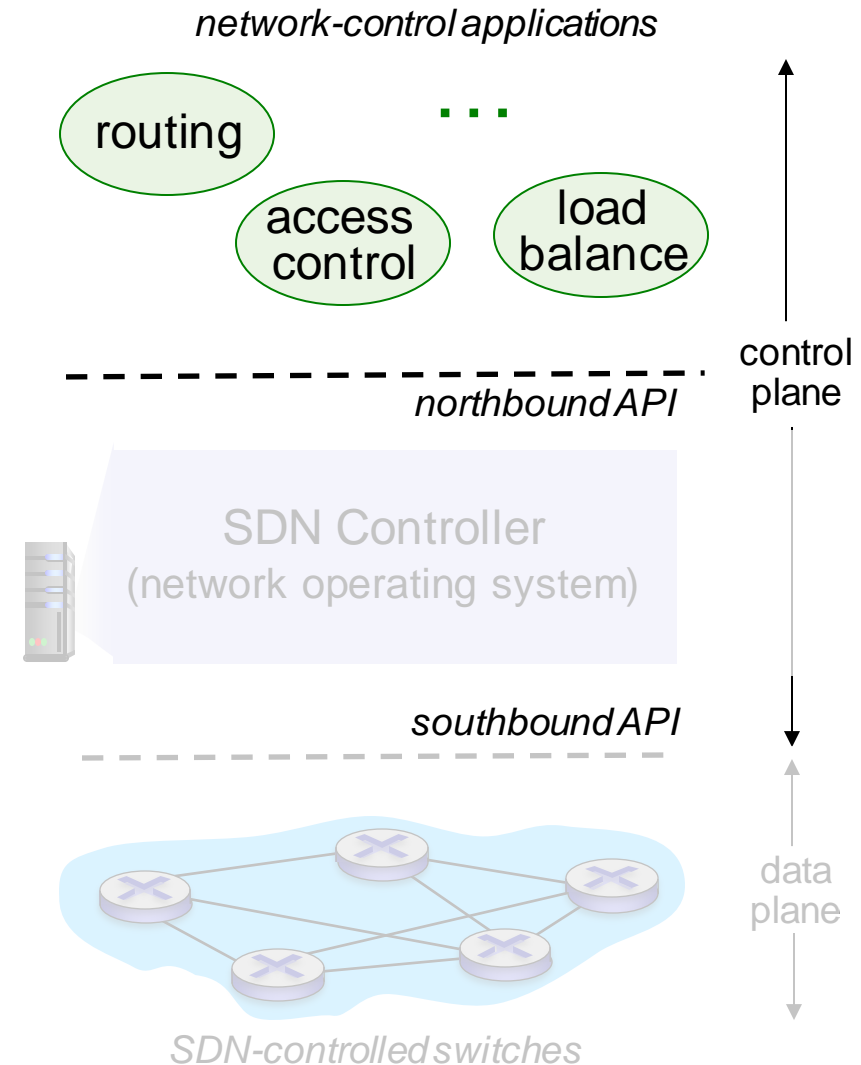 network-control applications
routing
. . .
access
control
load
balance
control
plane
northbound API
SDN Controller
(network operating system)
southbound API
data
plane
SDN-controlled switches